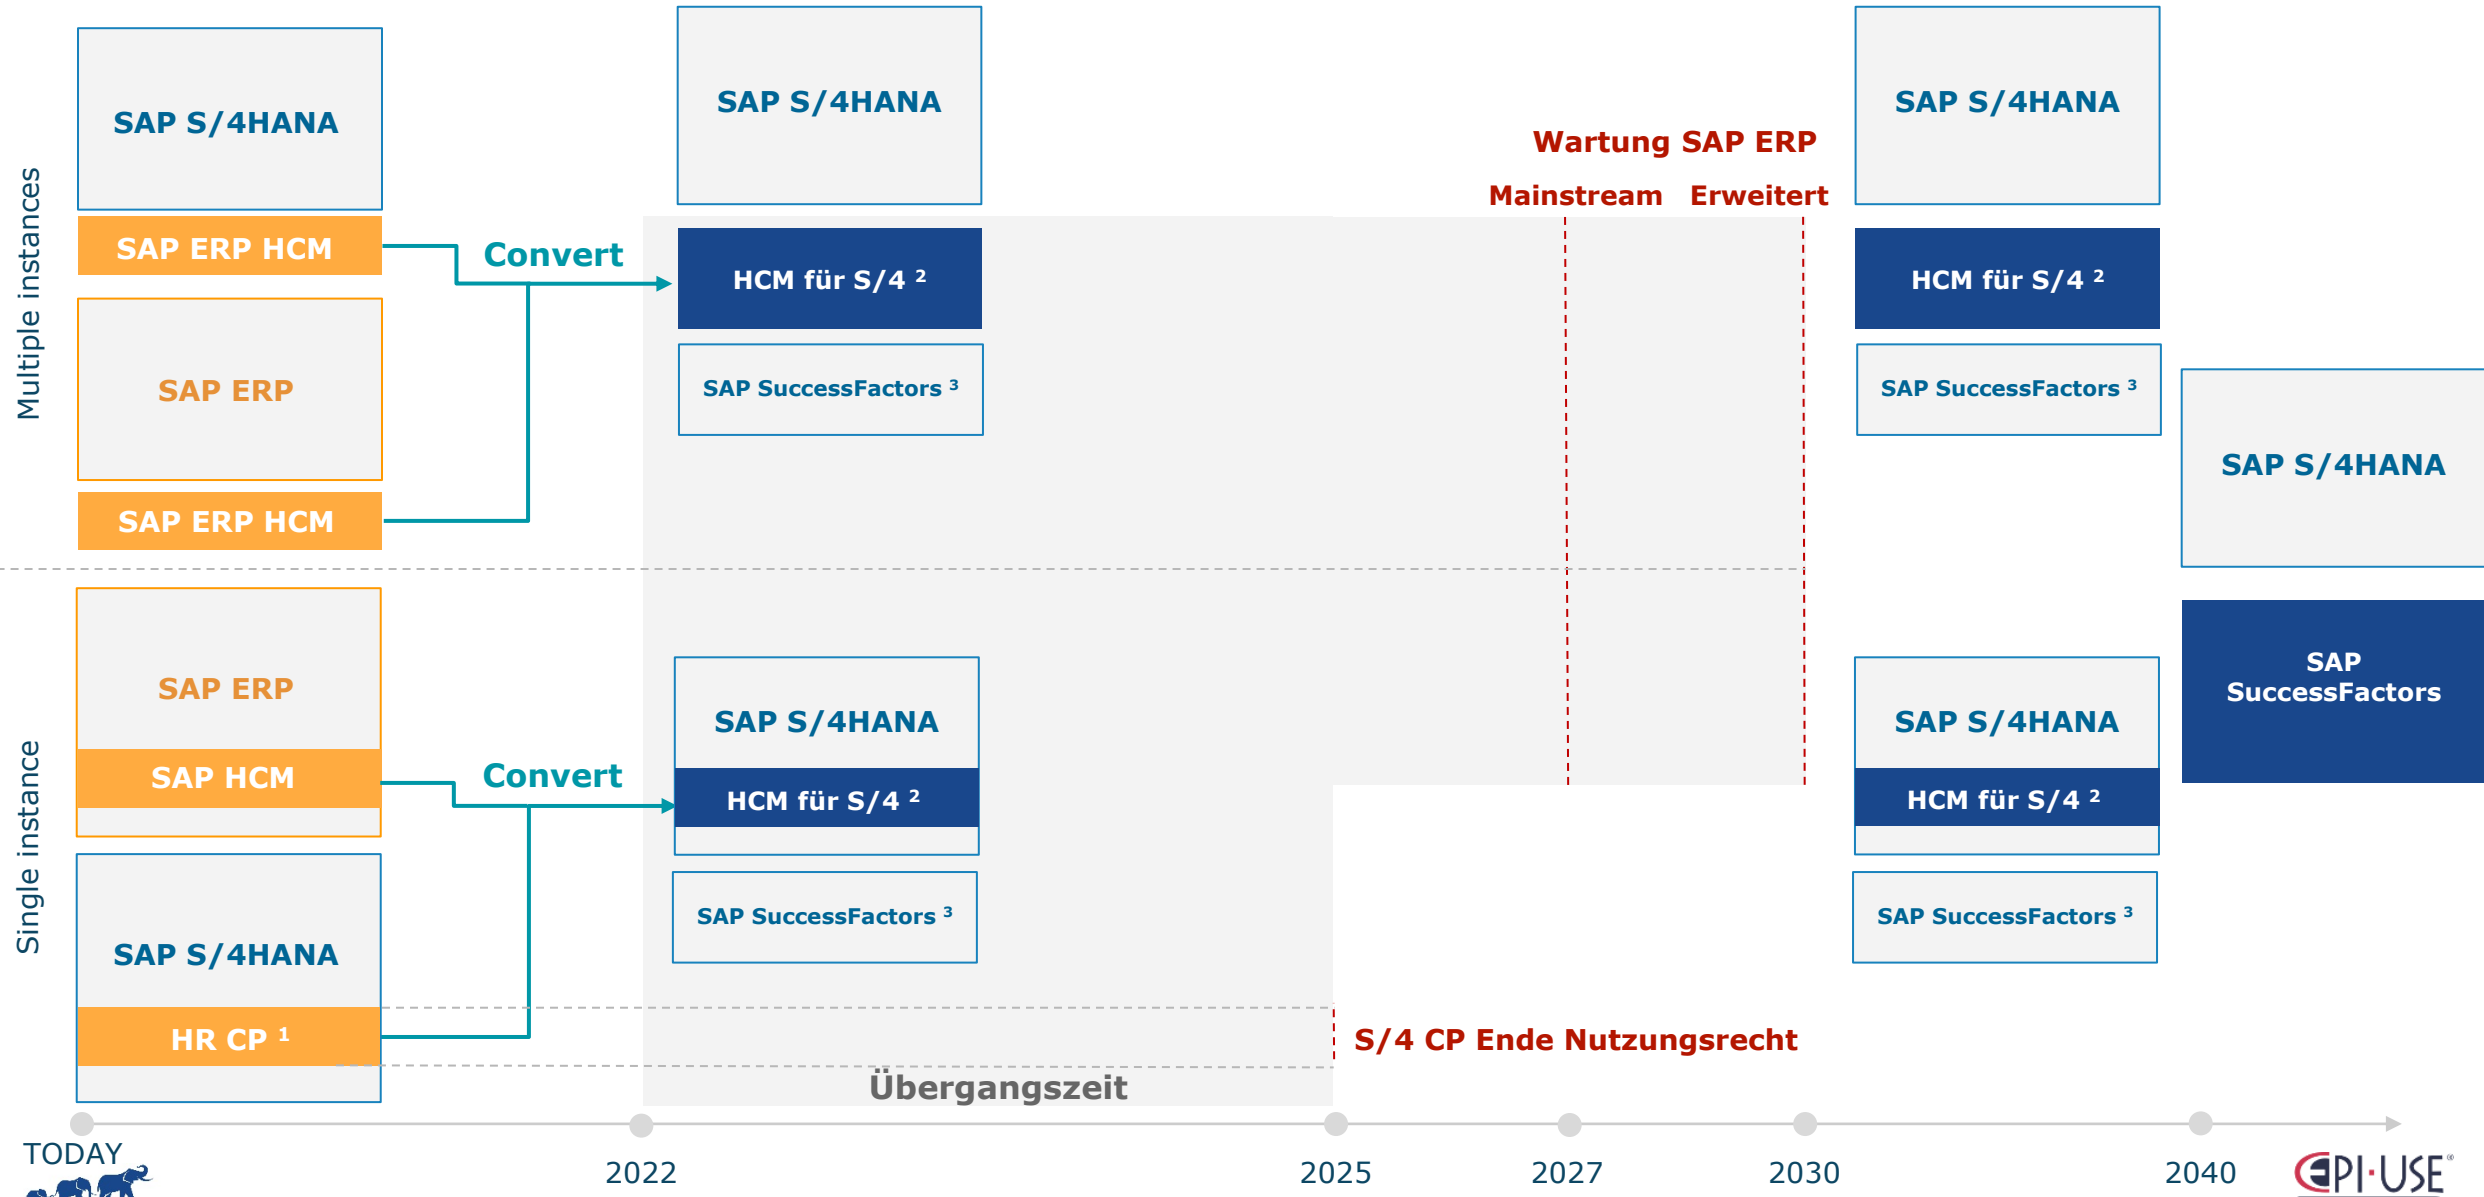 Multiple instances
SAP S/4HANA
SAP ERP HCM
SAP ERP
SAP ERP HCM
Convert
SAP S/4HANA
HCM für S/4 ²
SAP SuccessFactors ³
Wartung SAP ERP
Mainstream Erweitert
SAP S/4HANA
HCM für S/4 ²
SAP SuccessFactors ³
SAP S/4HANA
SAP
SuccessFactors
Single instance
SAP ERP
SAP HCM
SAP S/4HANA
HR CP ¹
Convert
SAP S/4HANA
HCM für S/4 ²
SAP SuccessFactors ³
SAP S/4HANA
HCM für S/4 ²
SAP SuccessFactors ³
S/4 CP Ende Nutzungsrecht
Übergangszeit
TODAY
2022
2025
2027
2030
2040
EPI·USE®